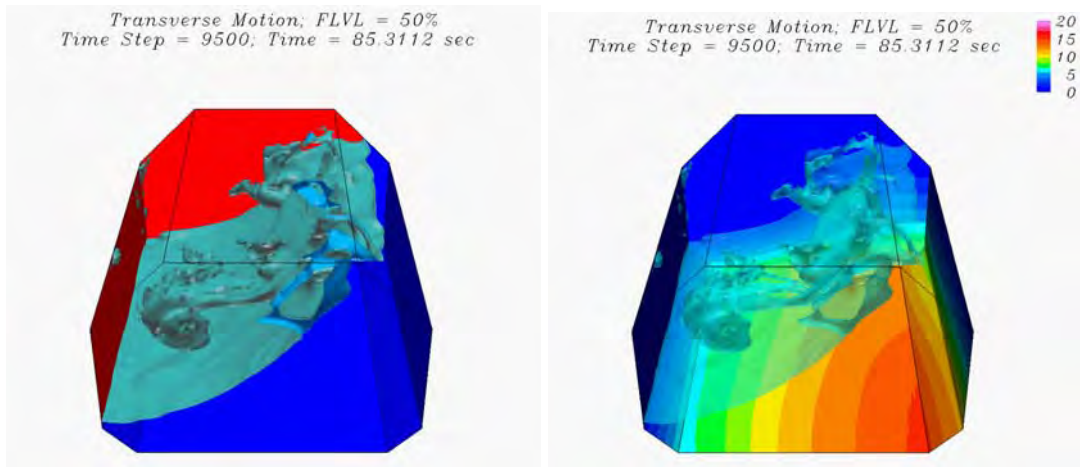 Transverse Motion; FLVL = 50%
Time Step = 9500; Time = 85.3112 sec
Transverse Motion; FLVL = 50%
Time Step = 9500; Time = 85.3112 sec
20
15
10
5
0